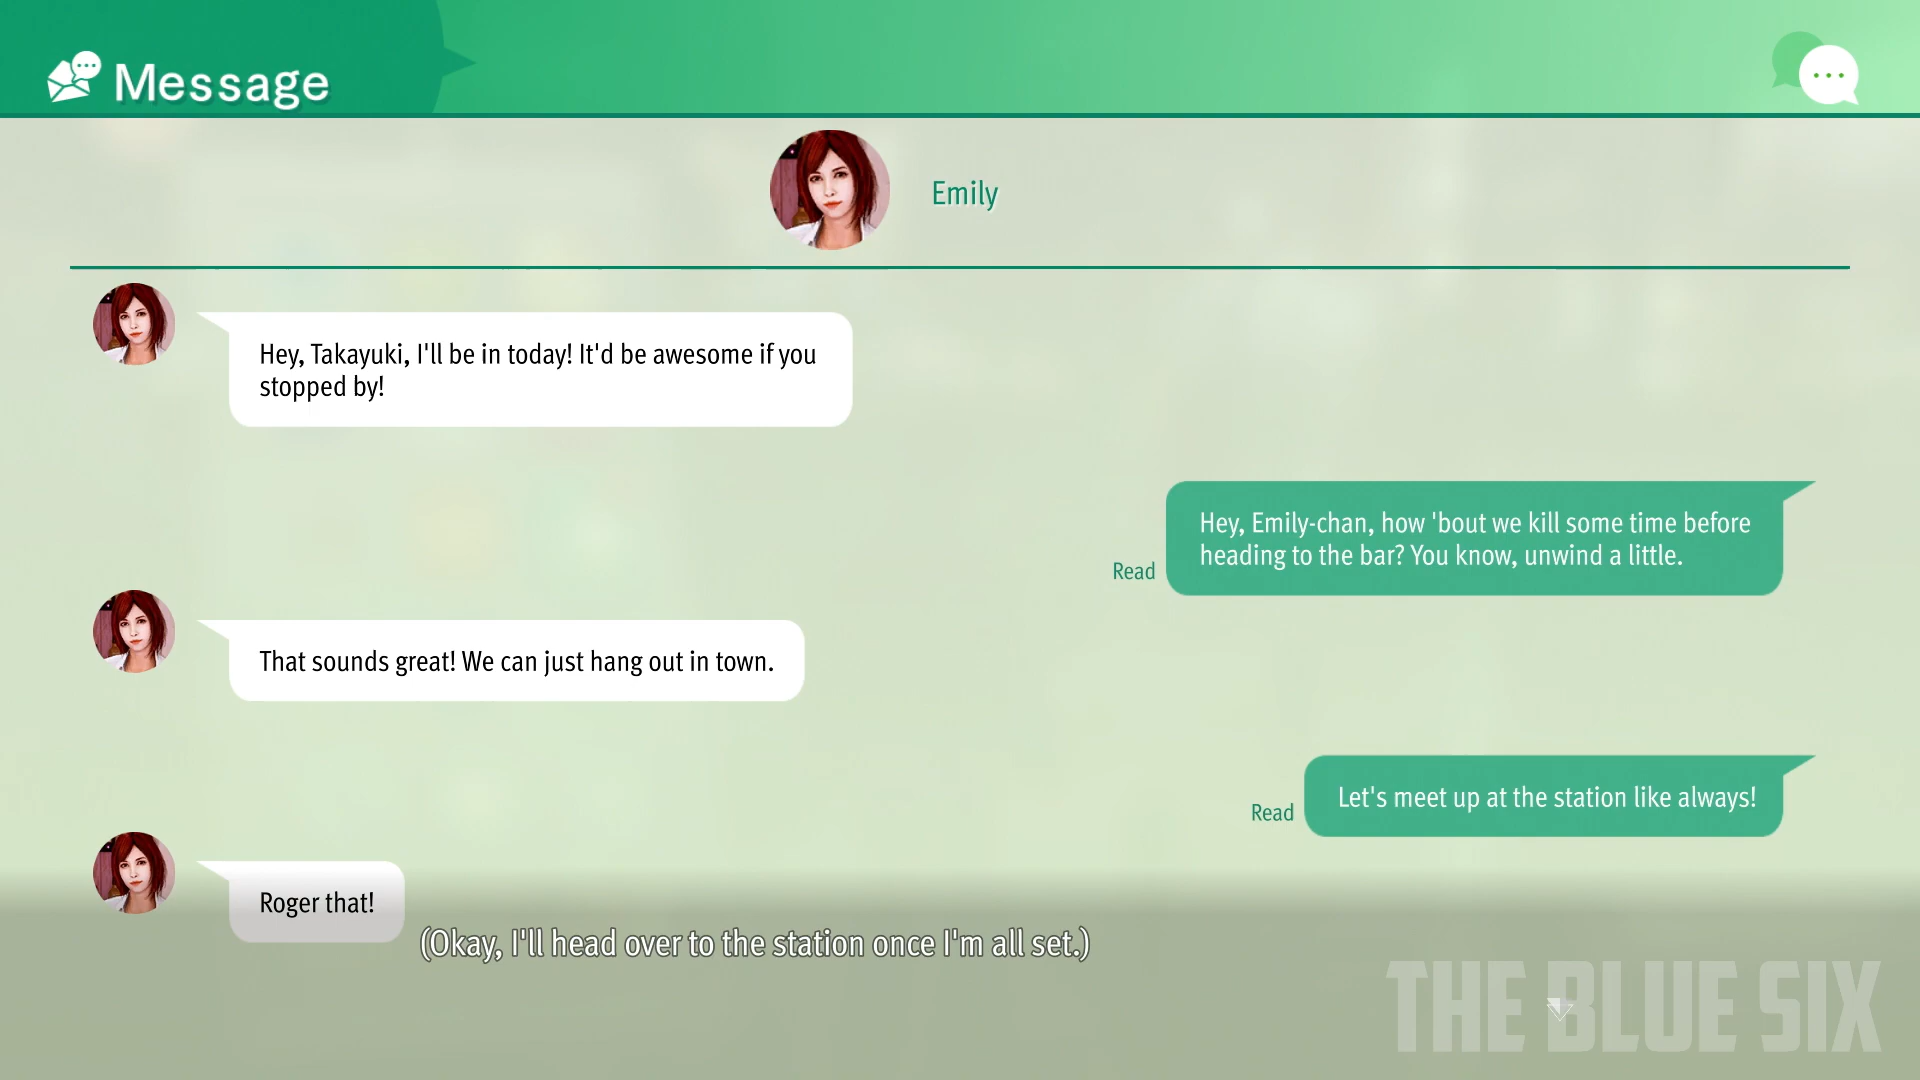 Message
Emily
Hey, Takayuki, I'll be in today! It'd be awesome if you
stopped by!
Hey, Emily-chan, how 'bout we kill some time before
heading to the bar? You know, unwind a little.
Read
That sounds great! We can just hang out in town.
Let's meet up at the station like always!
Read
Roger that!
(Okay, I'll head over to the station once I'm all set.)
THE BLUE SIX